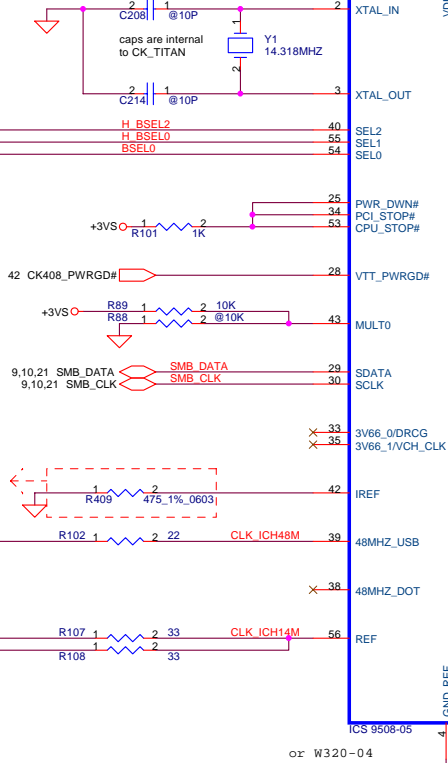 2 1 2 XTAL_IN
C208 @10P
1
caps are internal Y1
to CK_TITAN 14.318MHZ
2
2 1 3 XTAL_OUT
C214 @10P
H_BSEL2 40 SEL2
H_BSEL0 55 SEL1
BSEL0 54 SEL0
25 PWR_DWN#
34 PCI_STOP#
+3VS 1 2 53 CPU_STOP#
R101 1K
42 CK408_PWRGD# 28 VTT_PWRGD#
R89 1 2 10K
+3VS R88 1 2 @10K 43 MULT0
9,10,21 SMB_DATA SMB_DATA 29 SDATA
9,10,21 SMB_CLK SMB_CLK 30 SCLK
33 3V66_0/DRCG
35 3V66_1/VCH_CLK
1 2 42 IREF
R409 475_1%_0603
R102 1 2 22 CLK_ICH48M 39 48MHZ_USB
38 48MHZ_DOT
R107 1 2 33 CLK_ICH14M 56 REF
1 2
R108 33
GND_REF
4
ICS 9508-05
or W320-04